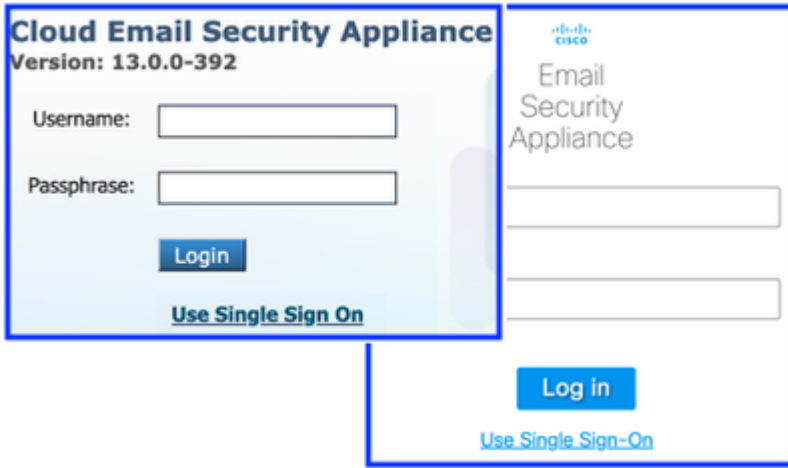 Cloud Email Security Appliance
Version: 13.0.0-392
Username:
Passphrase:
Login
Use Single Sign On
cisco
Email
Security
Appliance
Log in
Use Single Sign-On